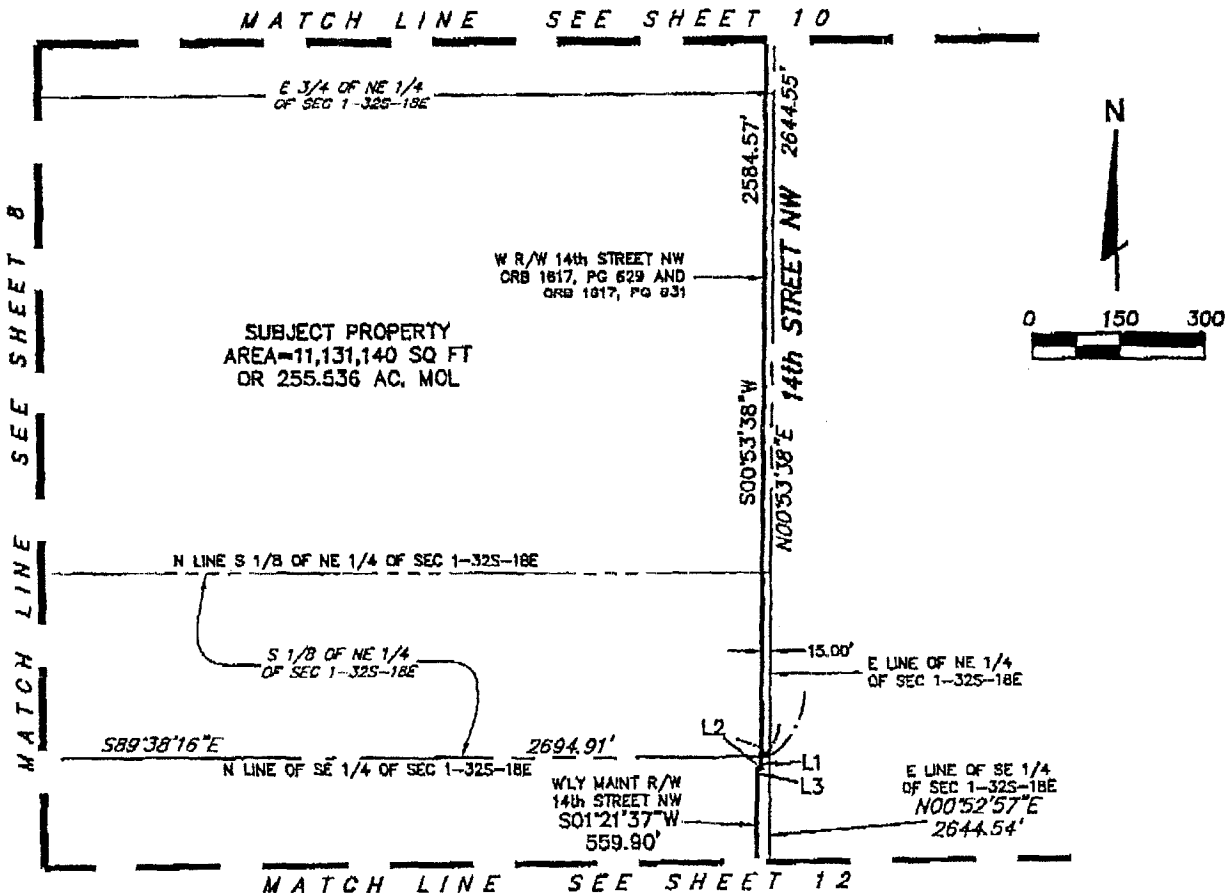 MATCH LINE SEE SHEET 10
E 3/4 OF NE 1/4
OF SEC 1-32S-18E
2584.57'
2644.55'
N
W R/W 14th STREET NW
ORB 1617, PG 629 AND
ORB 1617, PG 631
14th STREET NW
0 150 300
SUBJECT PROPERTY
AREA=11,131,140 SQ FT
OR 255.536 AC. MOL
MATCH LINE SEE SHEET 8
S00°53'38"W
N00°53'38"E
N LINE S 1/8 OF NE 1/4 OF SEC 1-32S-18E
S 1/8 OF NE 1/4
OF SEC 1-32S-18E
15.00'
E LINE OF NE 1/4
OF SEC 1-32S-18E
L2
S89°38'16"E
2694.91'
L1
N LINE OF SE 1/4 OF SEC 1-32S-18E
L3
WLY MAINT R/W
14th STREET NW
S01°21'37"W
559.90'
E LINE OF SE 1/4
OF SEC 1-32S-18E
N00°52'57"E
2644.54'
MATCH LINE SEE SHEET 12